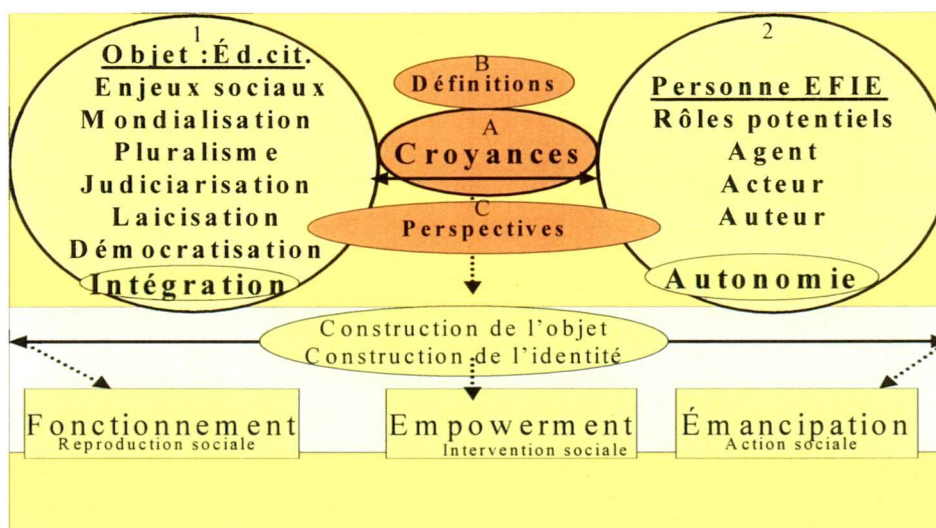 1
Objet :Éd.cit.
Enjeux sociaux
Mondialisation
Pluralisme
Judiciarisation
Laicisation
Démocratisation
Intégration
B
Définitions
A
Croyances
C
Perspectives
2
Personne EFIE
Rôles potentiels
Agent
Acteur
Auteur
Autonomie
Construction de l'objet
Construction de l'identité
Fonctionnement
Reproduction sociale
Empowerment
Intervention sociale
Émancipation
Action sociale